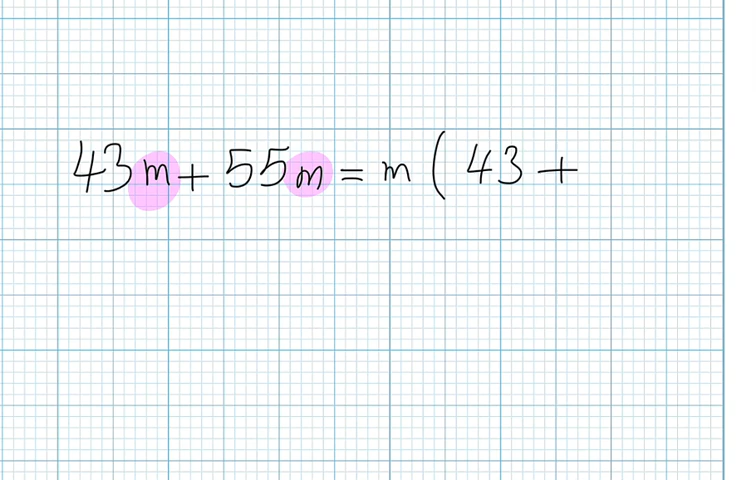 43m + 55m = m ( 43 +